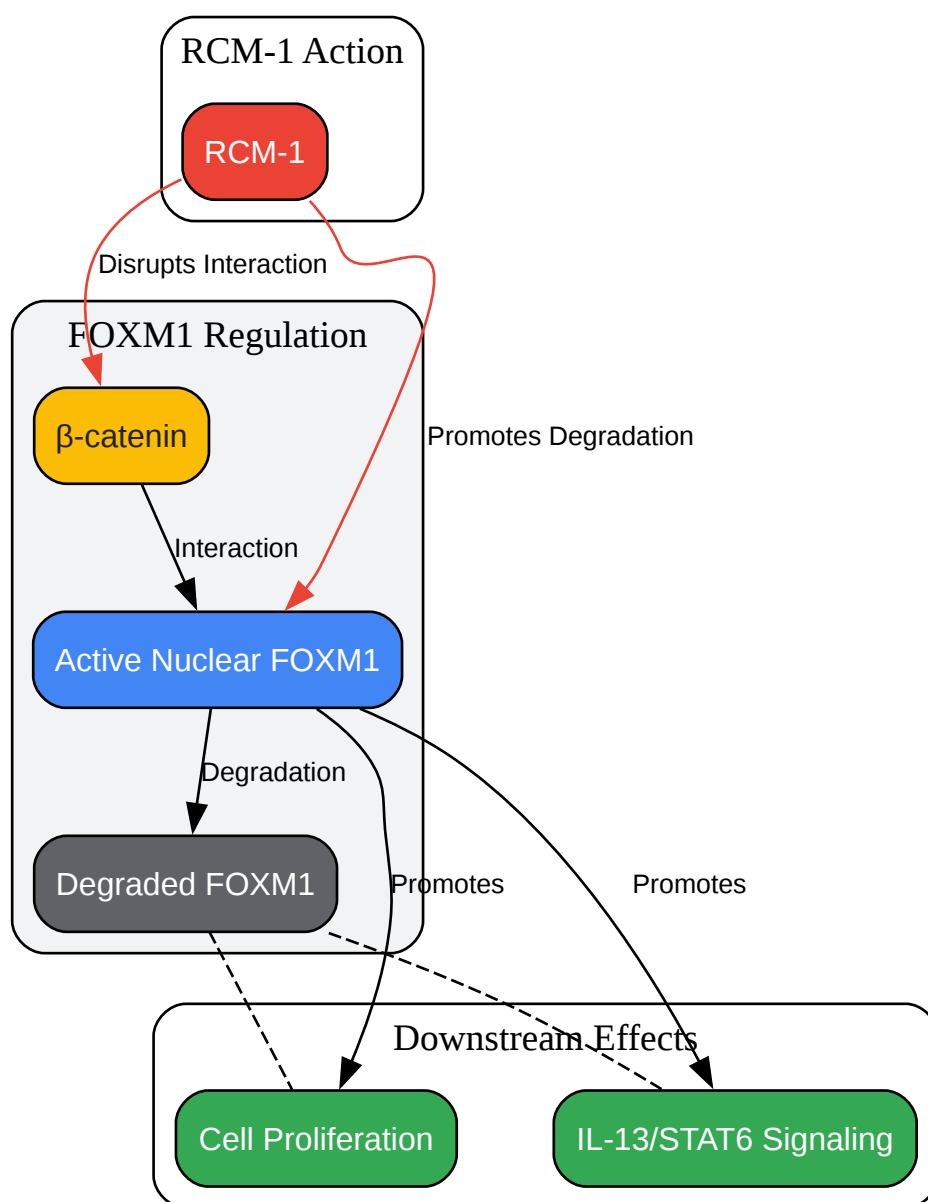 RCM-1 Action
RCM-1
Disrupts Interaction
FOXM1 Regulation
β-catenin
Promotes Degradation
Interaction
Active Nuclear FOXM1
Degradation
Degraded FOXM1
Promotes
Promotes
Downstream Effects
Cell Proliferation
IL-13/STAT6 Signaling